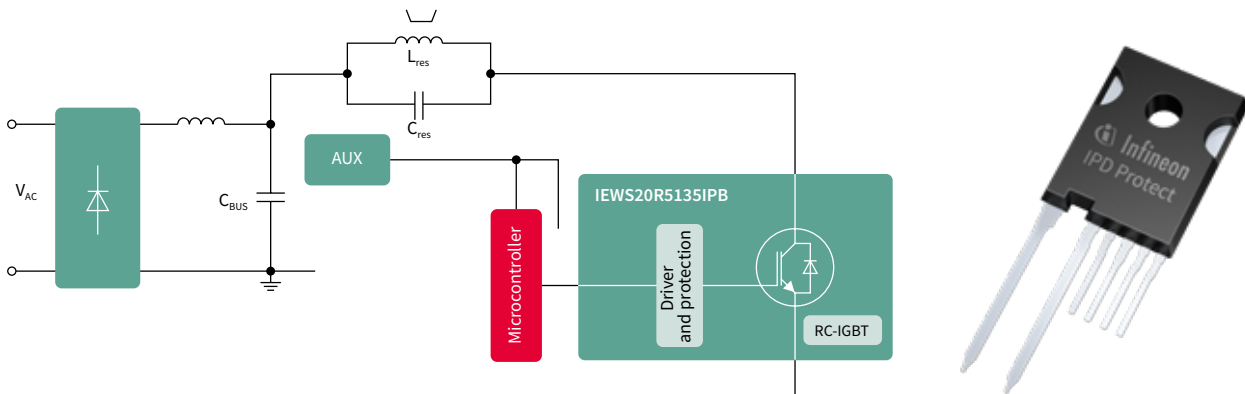 L_res
C_res
V_AC
C_BUS
AUX
Microcontroller
IEWS20R5135IPB
Driver
and protection
RC-IGBT
Infineon
IPD Protect